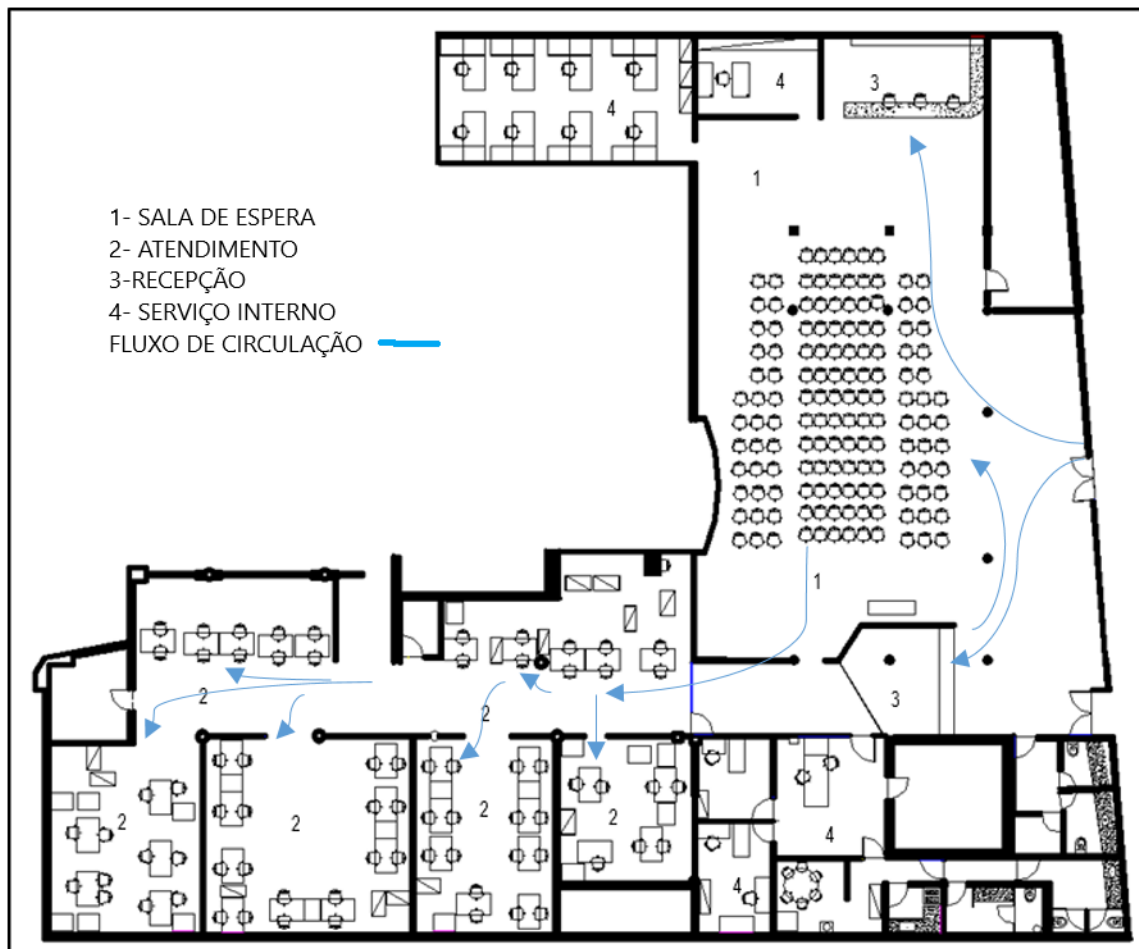 4
3
4
1
1- SALA DE ESPERA
2- ATENDIMENTO
3-RECEPÇÃO
4- SERVIÇO INTERNO
FLUXO DE CIRCULAÇÃO
1
2
3
2
2
2
2
2
4
4